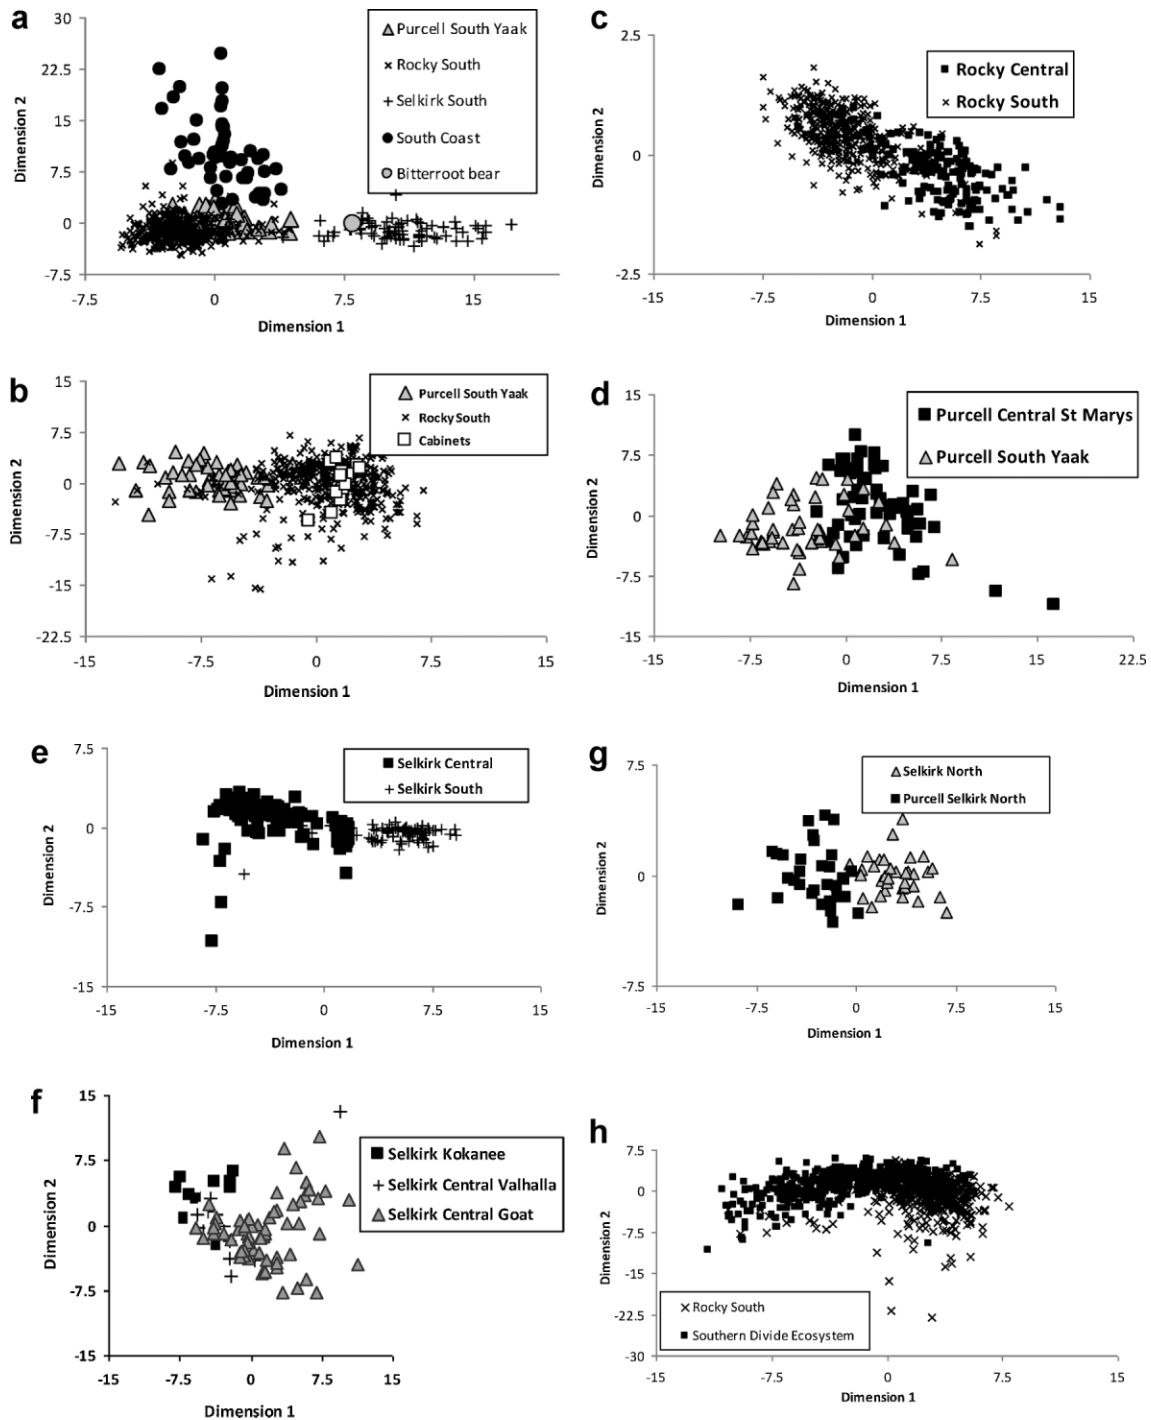 a
30
22.5
15
7.5
0
-7.5
Dimension 2
-7.5 0 7.5 15
Dimension 1
Purcell South Yaak
Rocky South
Selkirk South
South Coast
Bitterroot bear
c
2.5
0
-2.5
Dimension 2
-15 -7.5 0 7.5 15
Dimension 1
Rocky Central
Rocky South
b
15
7.5
0
-7.5
-15
-22.5
Dimension 2
-15 -7.5 0 7.5 15
Dimension 1
Purcell South Yaak
Rocky South
Cabinets
d
15
7.5
0
-7.5
-15
Dimension 2
-15 -7.5 0 7.5 15 22.5
Dimension 1
Purcell Central St Marys
Purcell South Yaak
e
7.5
0
-7.5
-15
Dimension 2
-15 -7.5 0 7.5 15
Dimension 1
Selkirk Central
Selkirk South
g
7.5
0
-7.5
Dimension 2
-15 -7.5 0 7.5 15
Dimension 1
Selkirk North
Purcell Selkirk North
f
15
7.5
0
-7.5
-15
Dimension 2
-15 -7.5 0 7.5 15
Dimension 1
Selkirk Kokanee
Selkirk Central Valhalla
Selkirk Central Goat
h
7.5
0
-7.5
-15
-22.5
-30
Dimension 2
-15 -7.5 0 7.5 15
Dimension 1
Rocky South
Southern Divide Ecosystem